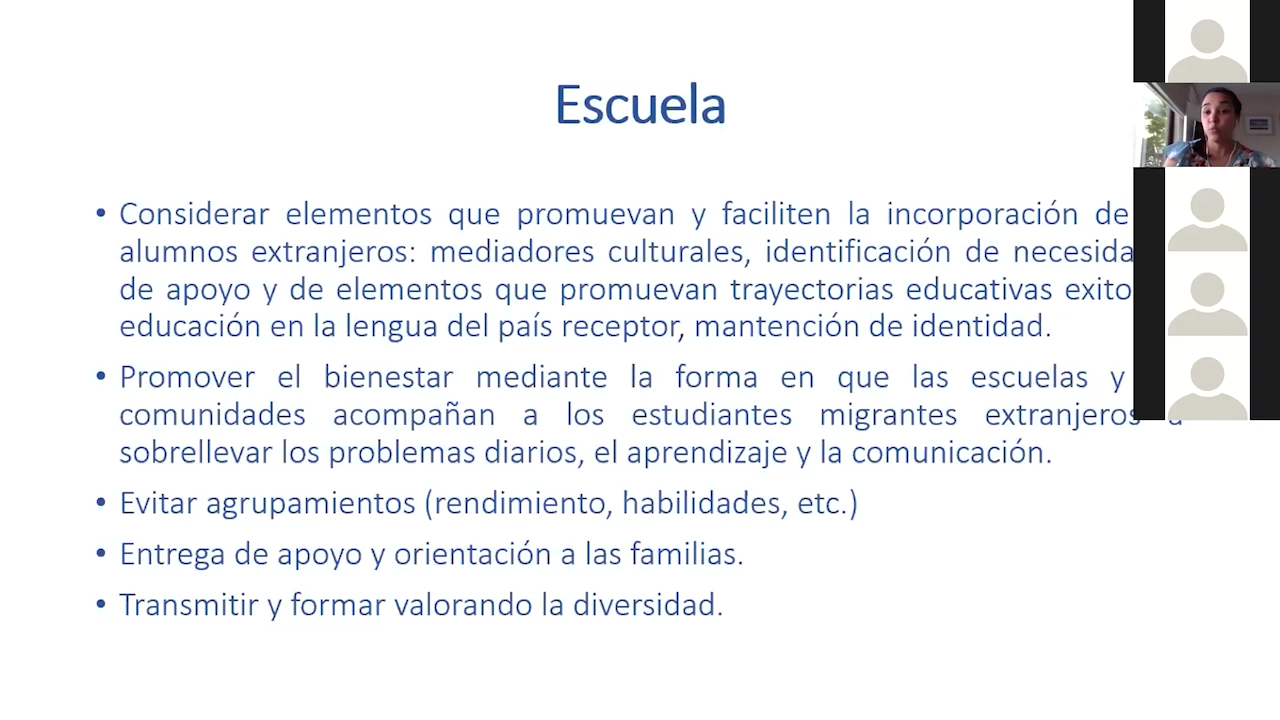 Escuela
• Considerar elementos que promuevan y faciliten la incorporación de
alumnos extranjeros: mediadores culturales, identificación de necesida
de apoyo y de elementos que promuevan trayectorias educativas exito
educación en la lengua del país receptor, mantención de identidad.
• Promover el bienestar mediante la forma en que las escuelas y
comunidades acompañan a los estudiantes migrantes extranjeros
sobrellevar los problemas diarios, el aprendizaje y la comunicación.
• Evitar agrupamientos (rendimiento, habilidades, etc.)
• Entrega de apoyo y orientación a las familias.
• Transmitir y formar valorando la diversidad.